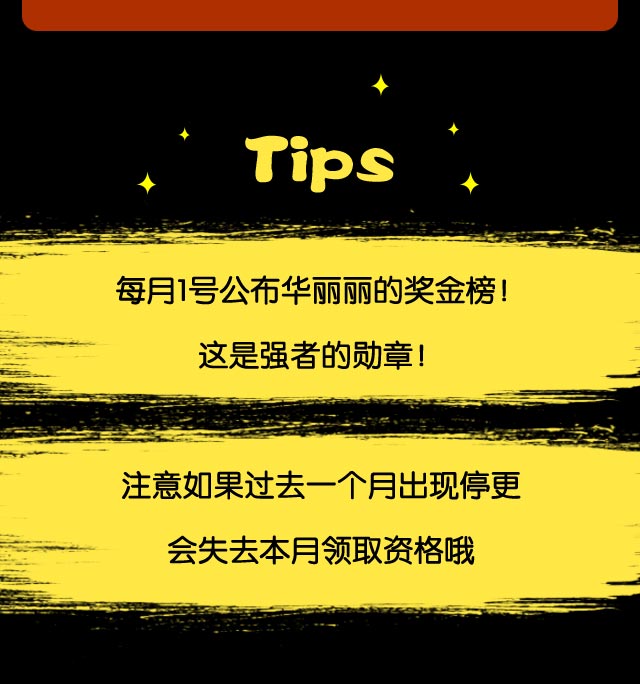 Tips
每月1号公布华丽丽的奖金榜！
这是强者的勋章！
注意如果过去一个月出现停更
会失去本月领取资格哦